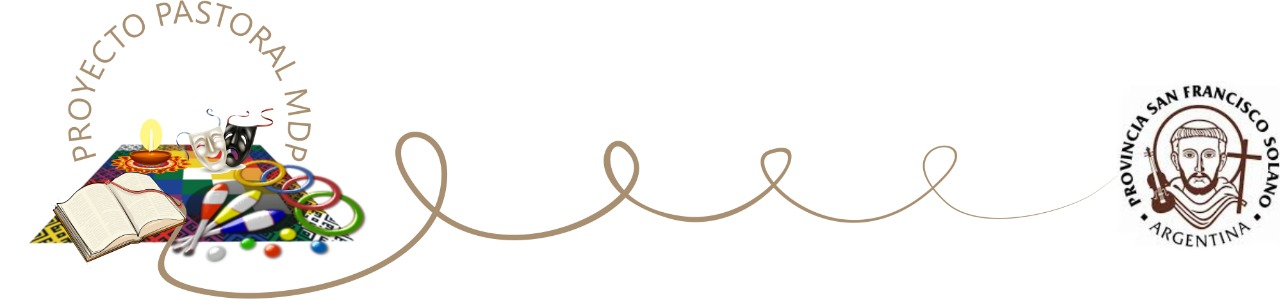 PROYECTO PASTORAL MDP
PROVINCIA SAN FRANCISCO SOLANO
ARGENTINA